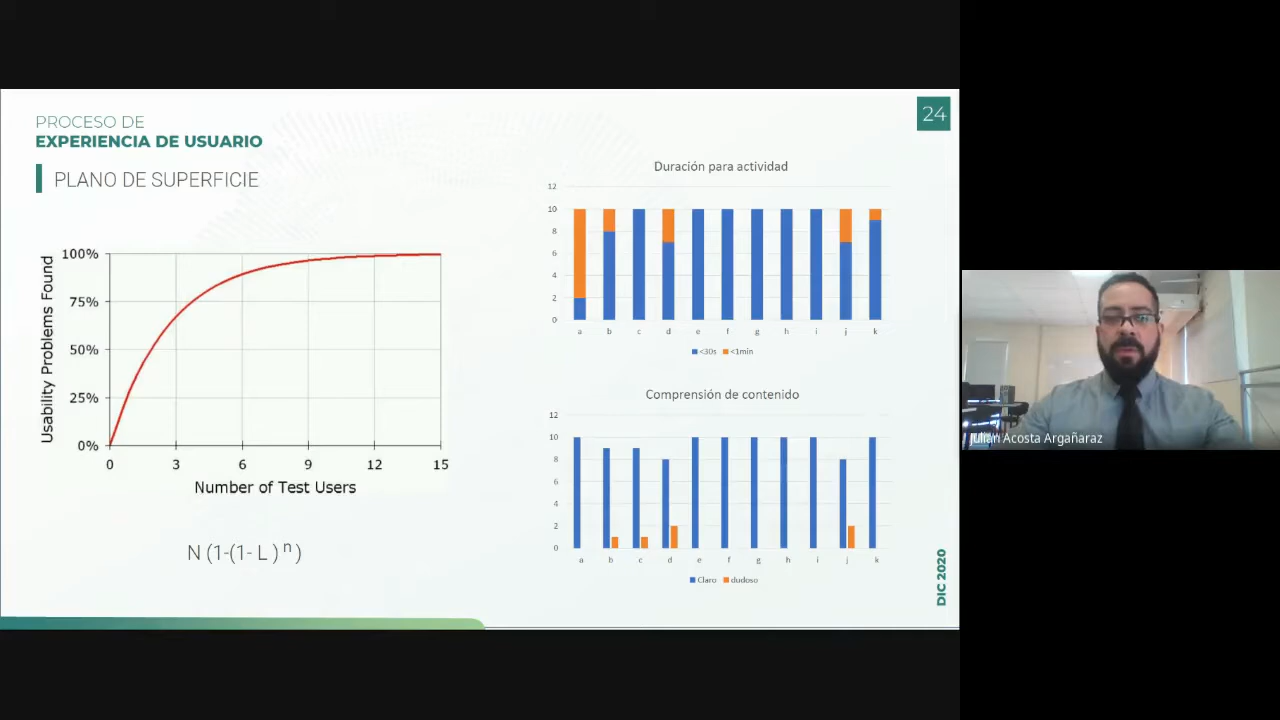 PROCESO DE
EXPERIENCIA DE USUARIO
PLANO DE SUPERFICIE
24
Usability Problems Found
100%
75%
50%
25%
0%
0 3 6 9 12 15
Number of Test Users
N (1-(1- L ) n )
Duración para actividad
12
10
8
6
4
2
0
a b c d e f g h i j k
<30s <1min
Comprensión de contenido
12
10
8
6
4
2
0
a b c d e f g h i j k
Claro dudoso
DIC 2020
Julián Acosta Argañaraz